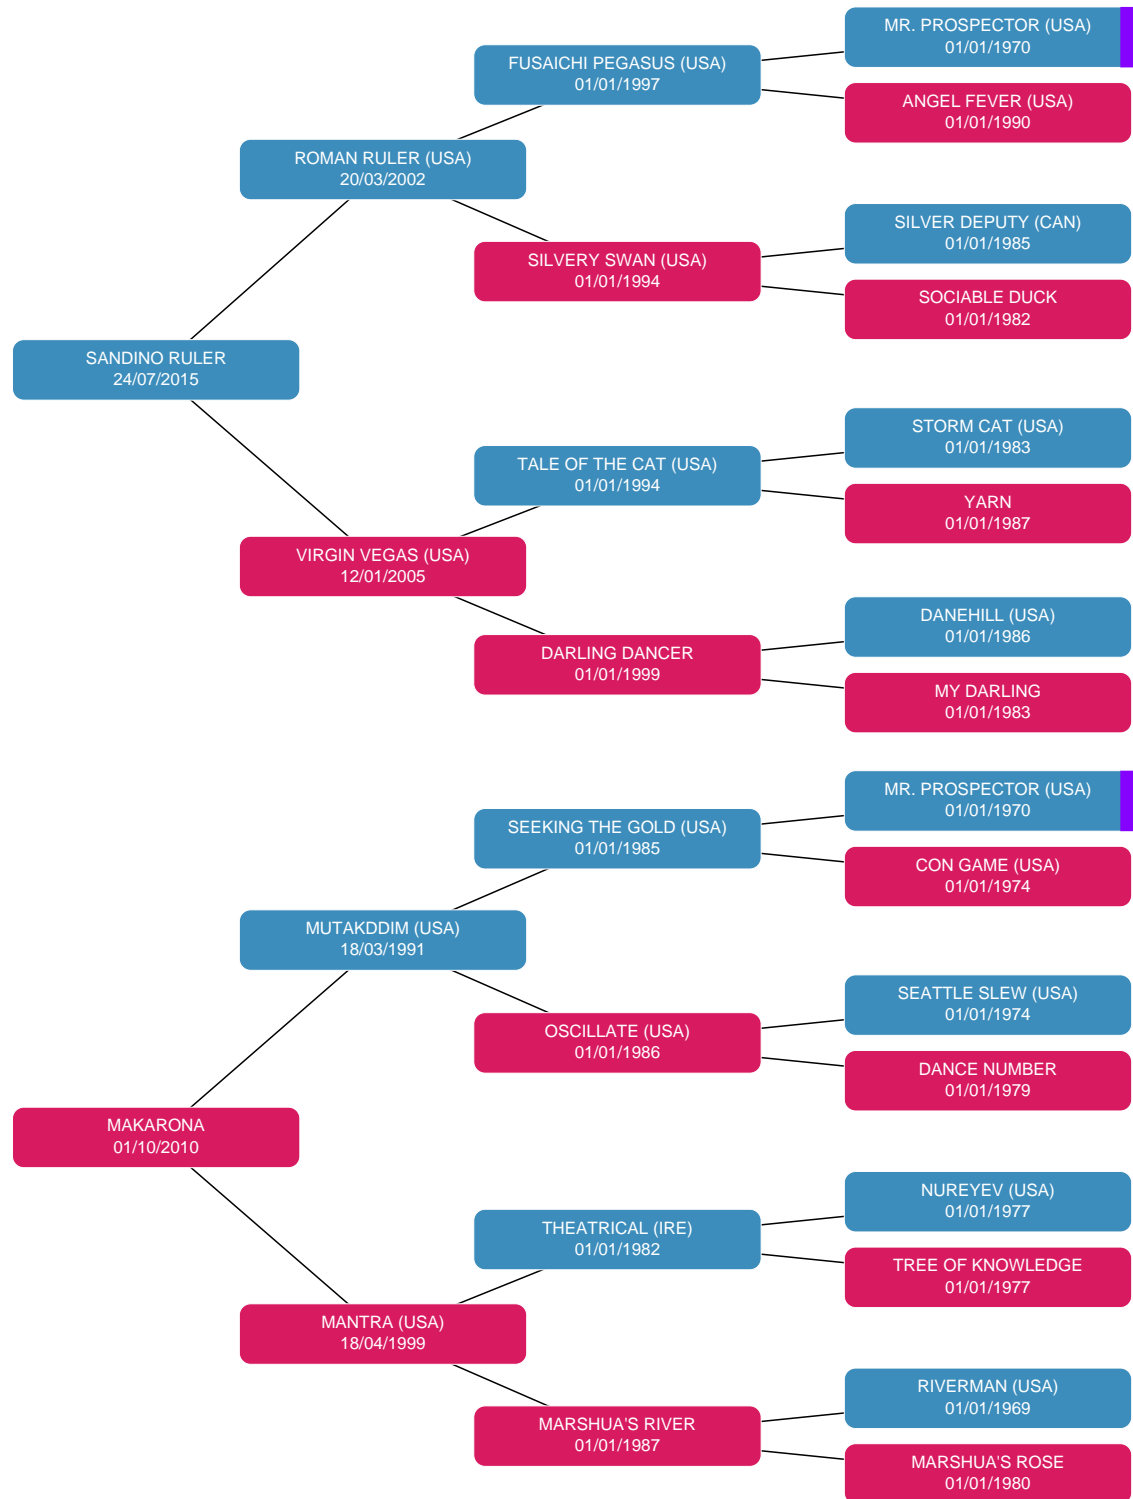 MR. PROSPECTOR (USA)
01/01/1970
FUSAICHI PEGASUS (USA)
01/01/1997
ANGEL FEVER (USA)
01/01/1990
ROMAN RULER (USA)
20/03/2002
SILVER DEPUTY (CAN)
01/01/1985
SILVERY SWAN (USA)
01/01/1994
SOCIABLE DUCK
01/01/1982
SANDINO RULER
24/07/2015
STORM CAT (USA)
01/01/1983
TALE OF THE CAT (USA)
01/01/1994
YARN
01/01/1987
VIRGIN VEGAS (USA)
12/01/2005
DANEHILL (USA)
01/01/1986
DARLING DANCER
01/01/1999
MY DARLING
01/01/1983
MR. PROSPECTOR (USA)
01/01/1970
SEEKING THE GOLD (USA)
01/01/1985
CON GAME (USA)
01/01/1974
MUTAKDDIM (USA)
18/03/1991
SEATTLE SLEW (USA)
01/01/1974
OSCILLATE (USA)
01/01/1986
DANCE NUMBER
01/01/1979
MAKARONA
01/10/2010
NUREYEV (USA)
01/01/1977
THEATRICAL (IRE)
01/01/1982
TREE OF KNOWLEDGE
01/01/1977
MANTRA (USA)
18/04/1999
RIVERMAN (USA)
01/01/1969
MARSHUA'S RIVER
01/01/1987
MARSHUA'S ROSE
01/01/1980